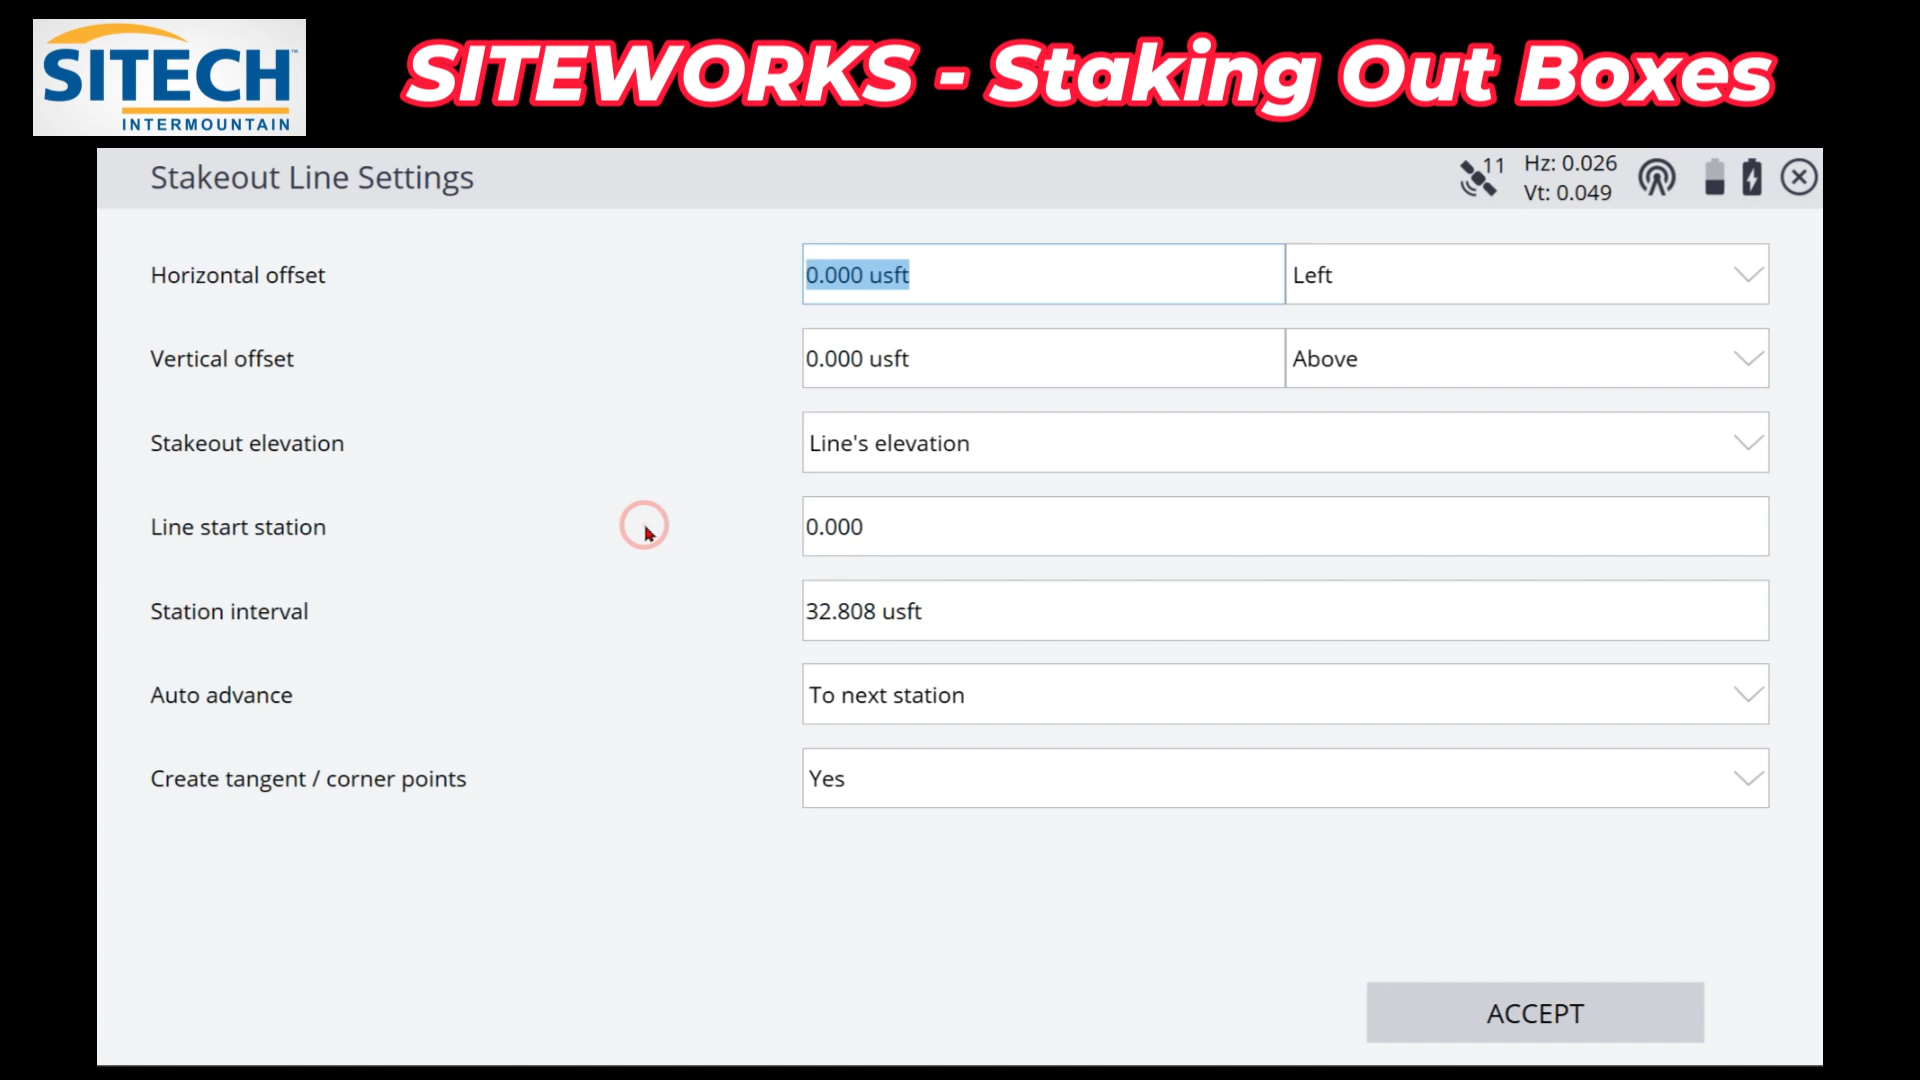 SITECH™
INTERMOUNTAIN
SITEWORKS - Staking Out Boxes
Stakeout Line Settings
11
Hz: 0.026
Vt: 0.049
Horizontal offset
0.000 usft
Left
Vertical offset
0.000 usft
Above
Stakeout elevation
Line's elevation
Line start station
0.000
Station interval
32.808 usft
Auto advance
To next station
Create tangent / corner points
Yes
ACCEPT